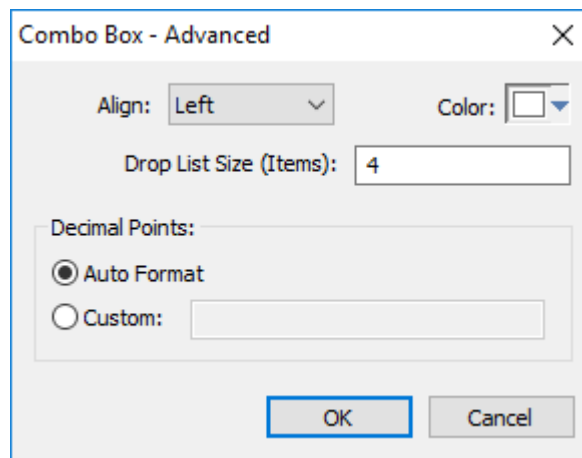 Combo Box - Advanced
Align: Left Color:
Drop List Size (Items): 4
Decimal Points:
Auto Format
Custom:
OK Cancel